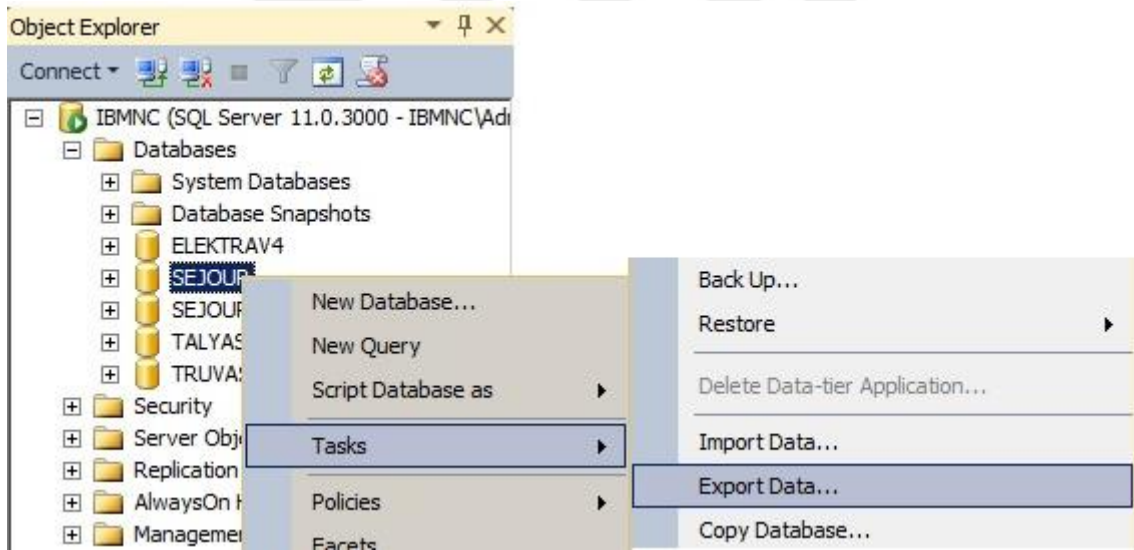 Object Explorer
Connect
IBMNC (SQL Server 11.0.3000 - IBMNC\Adi
Databases
System Databases
Database Snapshots
ELEKTRAV4
SEJOUR
SEJOUR
TALYAS
TRUVAS
Security
Server Obj
Replication
AlwaysOn H
Managemen
New Database...
New Query
Script Database as
Tasks
Policies
Facets
Back Up...
Restore
Delete Data-tier Application...
Import Data...
Export Data...
Copy Database...